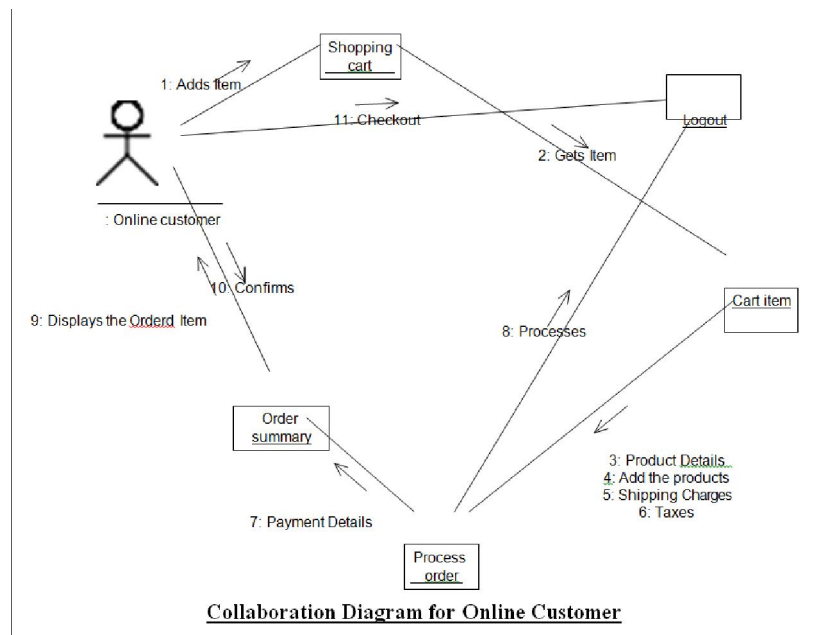 Shopping
cart
1: Adds Item
11: Checkout
Logout
2: Gets Item
: Online customer
10: Confirms
9: Displays the Orderd Item
Cart item
8: Processes
Order
summary
3: Product Details
4: Add the products
5: Shipping Charges
6: Taxes
7: Payment Details
Process
order
Collaboration Diagram for Online Customer